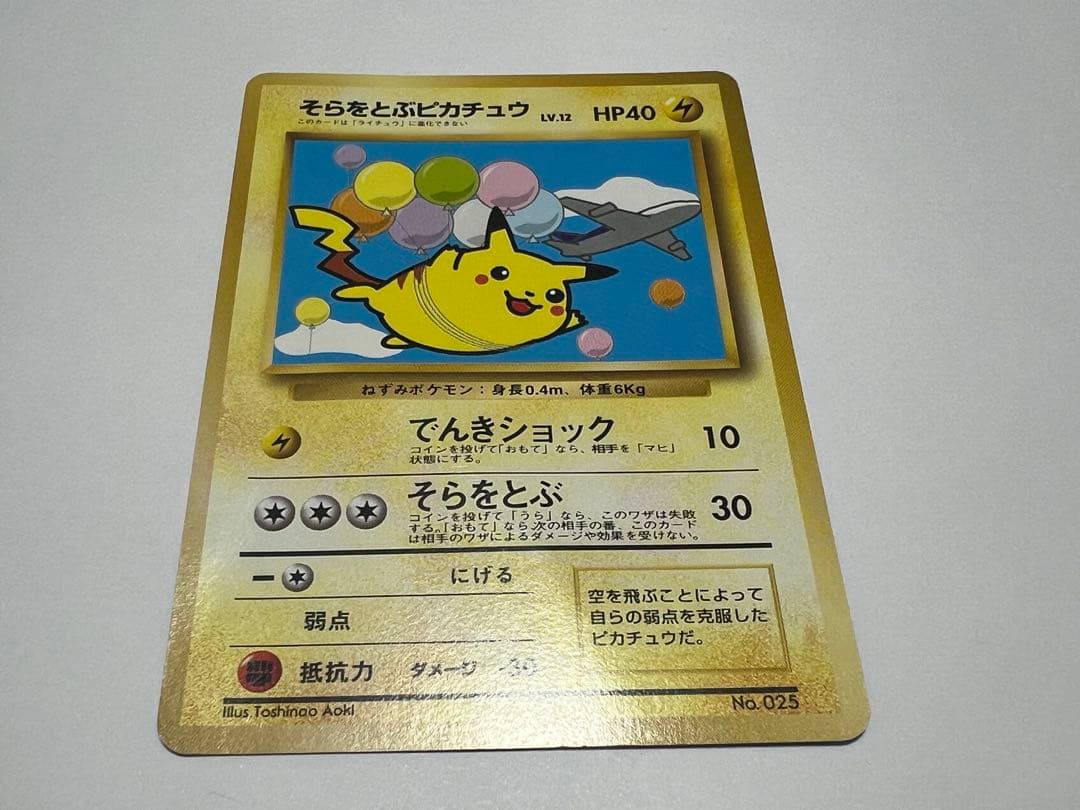 そらをとぶピカチュウ LV.12 HP40
このカードは「ライチュウ」に進化できない
ねずみポケモン：身長0.4m、体重6Kg
でんきショック 10
コインを投げて「おもて」なら、相手を「マヒ」
状態にする。
そらをとぶ 30
コインを投げて「うら」なら、このワザは失敗
する。「おもて」なら次の相手の番、このカード
は相手のワザによるダメージや効果を受けない。
ー にげる
弱点
抵抗力 ダメージ -30
空を飛ぶことによって
自らの弱点を克服した
ピカチュウだ。
Illus.Toshinao Aoki
No.025